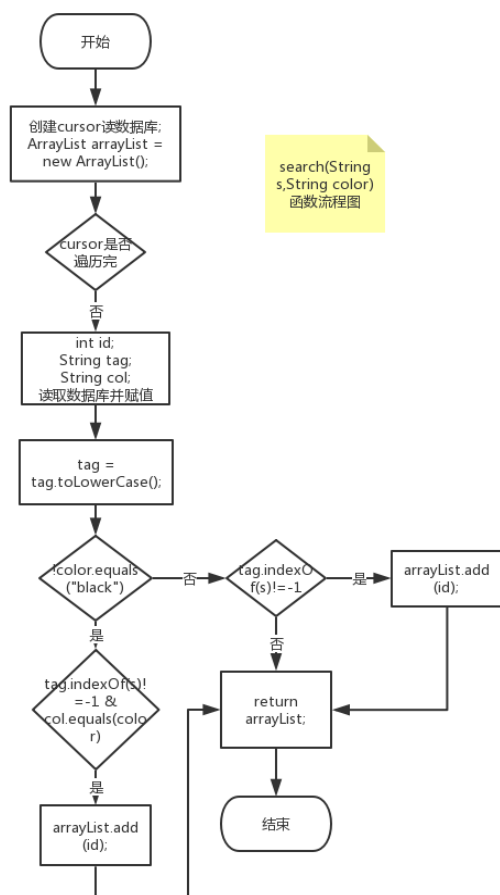 开始
创建cursor读数据库;
ArrayList arrayList =
new ArrayList();
search(String
s,String color)
函数流程图
cursor是否
遍历完
否
int id;
String tag;
String col;
读取数据库并赋值
tag =
tag.toLowerCase();
!color.equals
("black")
否
tag.indexO
f(s)!=-1
是
arrayList.add
(id);
是
否
tag.indexOf(s)!
=-1 &
col.equals(colo
r)
return
arrayList;
是
arrayList.add
(id);
结束